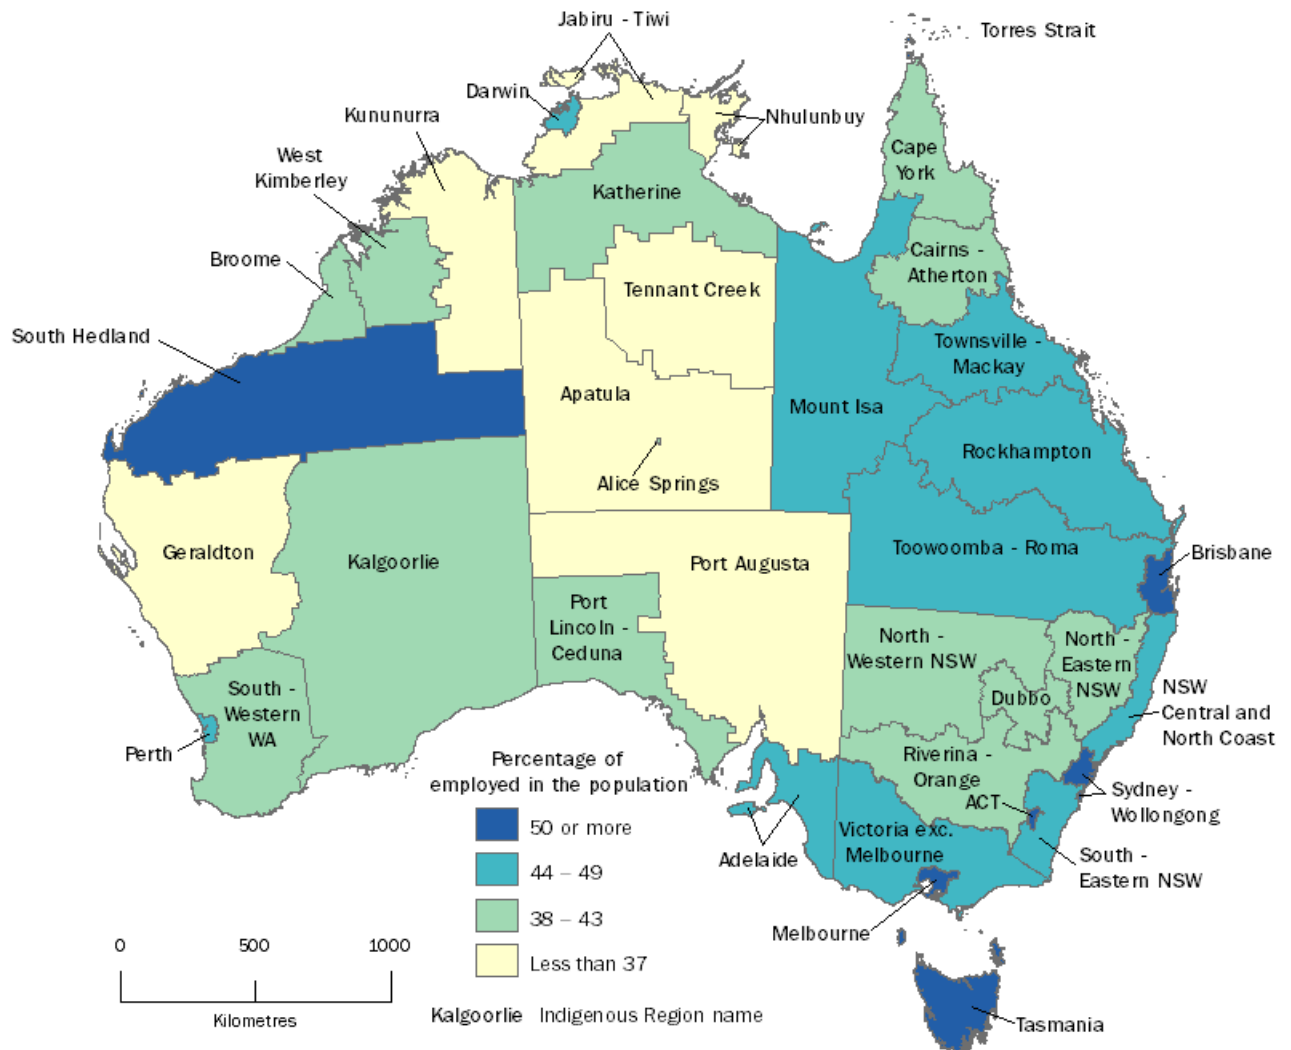 Jabiru - Tiwi
Torres Strait
Darwin
Kununurra
Nhulunbuy
West
Kimberley
Cape
York
Katherine
Broome
Cairns -
Atherton
Tennant Creek
South Hedland
Townsville -
Mackay
Apatula
Mount Isa
Rockhampton
Alice Springs
Geraldton
Kalgoorlie
Port Augusta
Toowoomba - Roma
Brisbane
Port
Lincoln -
Ceduna
North -
Western NSW
North -
Eastern
NSW
Dubbo
South -
Western
WA
NSW
Central and
North Coast
Perth
Riverina -
Orange
ACT
Sydney -
Wollongong
Adelaide
Victoria exc.
Melbourne
South -
Eastern NSW
Melbourne
Tasmania
Percentage of
employed in the population
50 or more
44 – 49
38 – 43
Less than 37
0 500 1000
Kilometres
Kalgoorlie Indigenous Region name